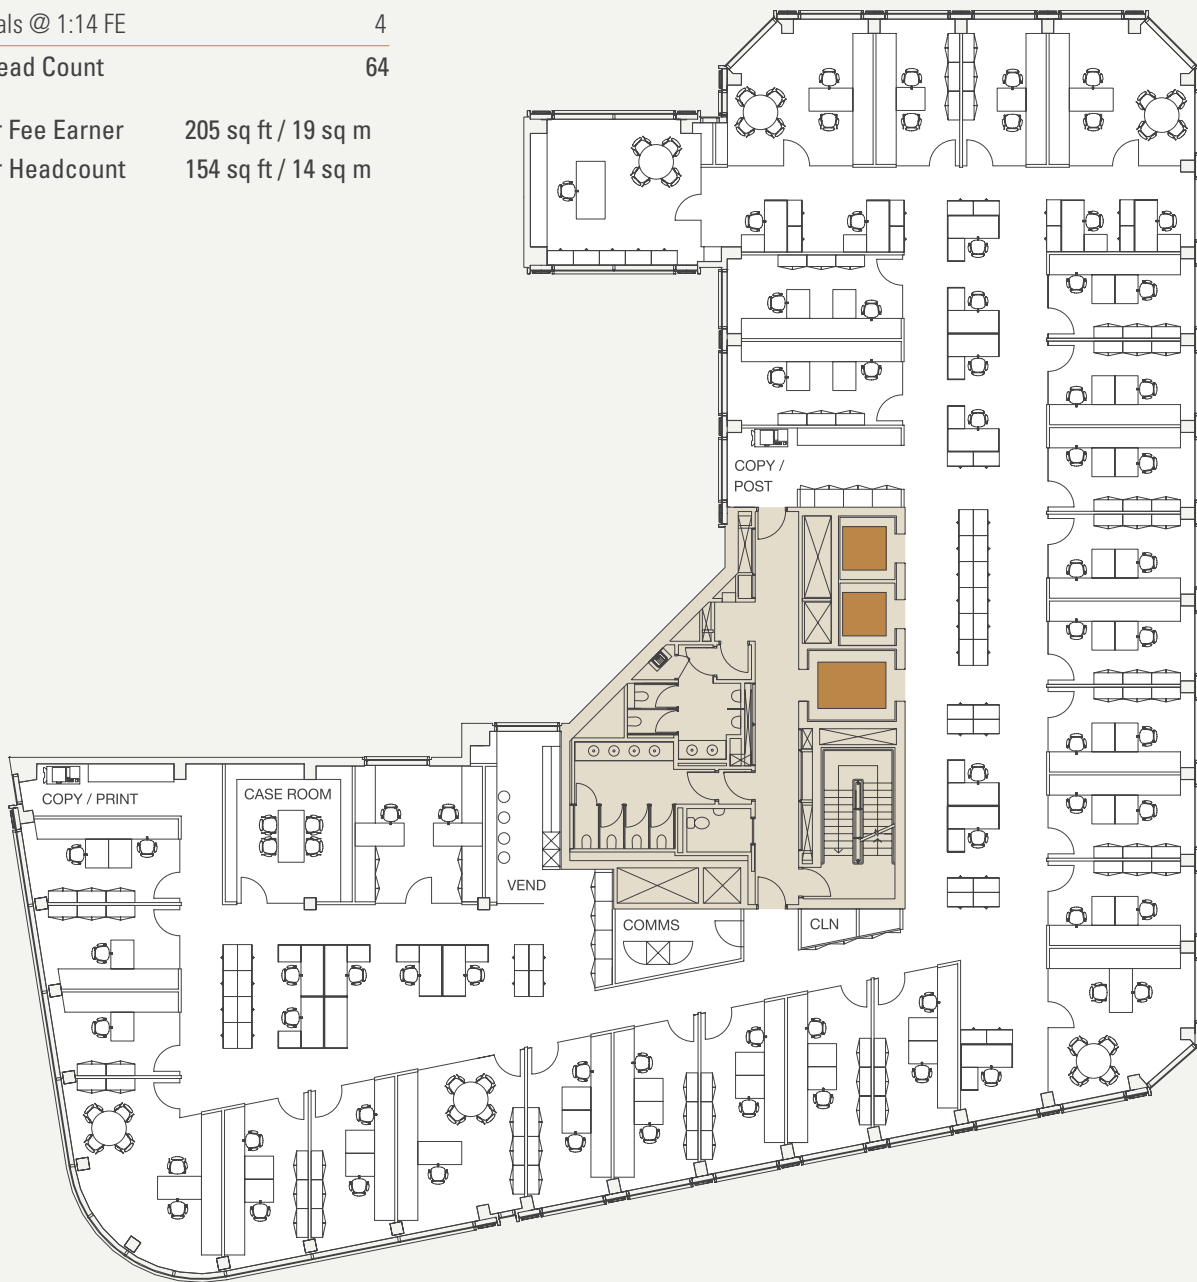 als @ 1:14 FE 4
ead Count 64
r Fee Earner 205 sq ft / 19 sq m
r Headcount 154 sq ft / 14 sq m
COPY /
POST
COPY / PRINT
CASE ROOM
VEND
COMMS
CLN